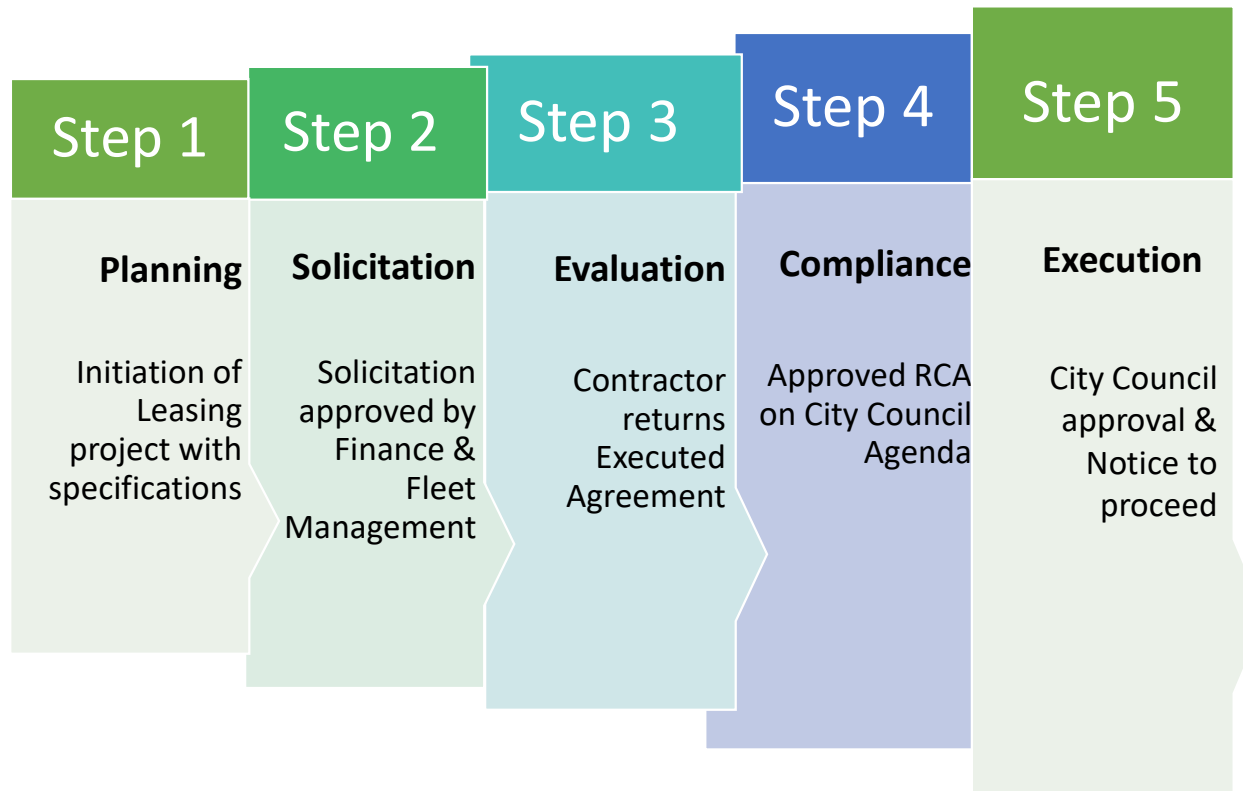 Step 1
Planning
Initiation of
Leasing
project with
specifications
Step 2
Solicitation
Solicitation
approved by
Finance &
Fleet
Management
Step 3
Evaluation
Contractor
returns
Executed
Agreement
Step 4
Compliance
Approved RCA
on City Council
Agenda
Step 5
Execution
City Council
approval &
Notice to
proceed